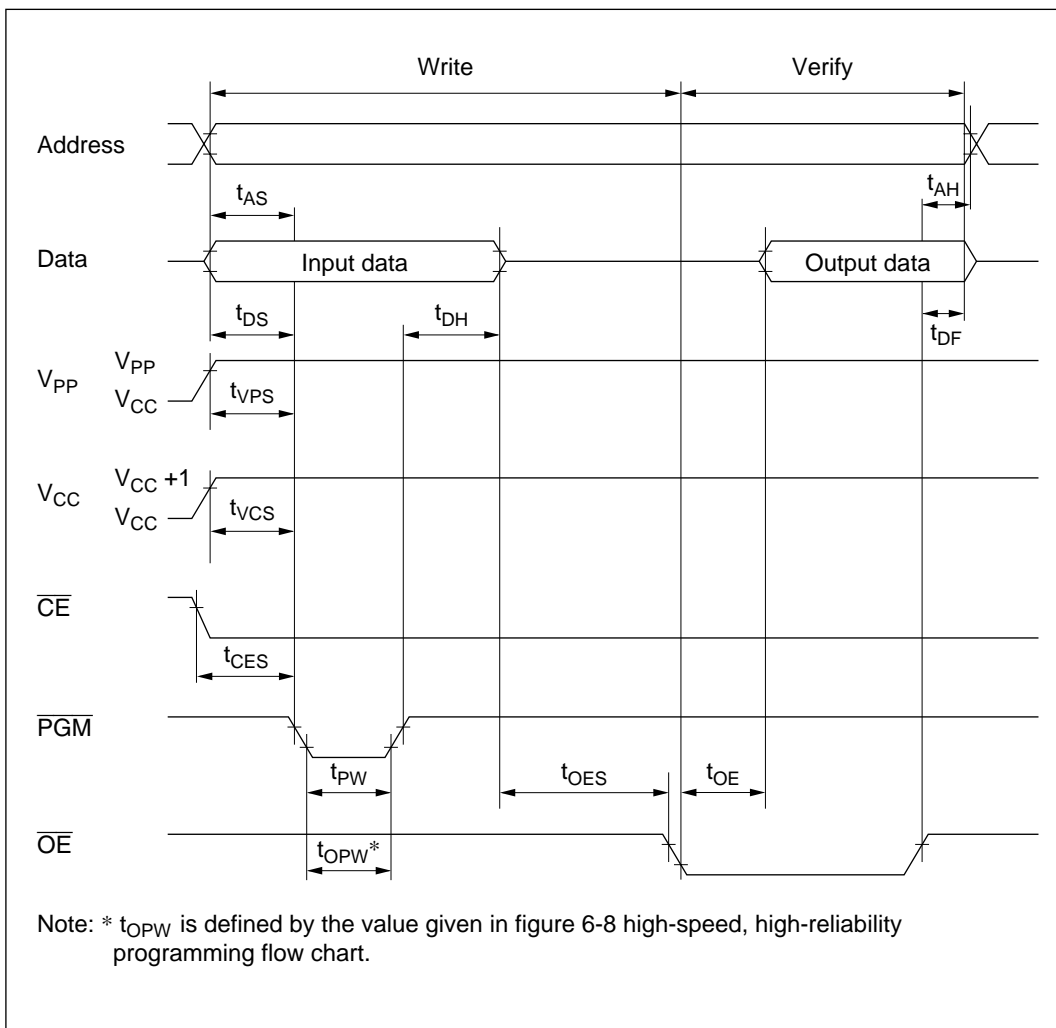 Write
Verify
Address
tAS
tAH
Data
Input data
Output data
tDS
tDH
tDF
VPP
VPP
VCC
tVPS
VCC
VCC +1
VCC
tVCS
CE
tCES
PGM
tPW
tOES
tOE
OE
tOPW*
Note: * tOPW is defined by the value given in figure 6-8 high-speed, high-reliability
programming flow chart.